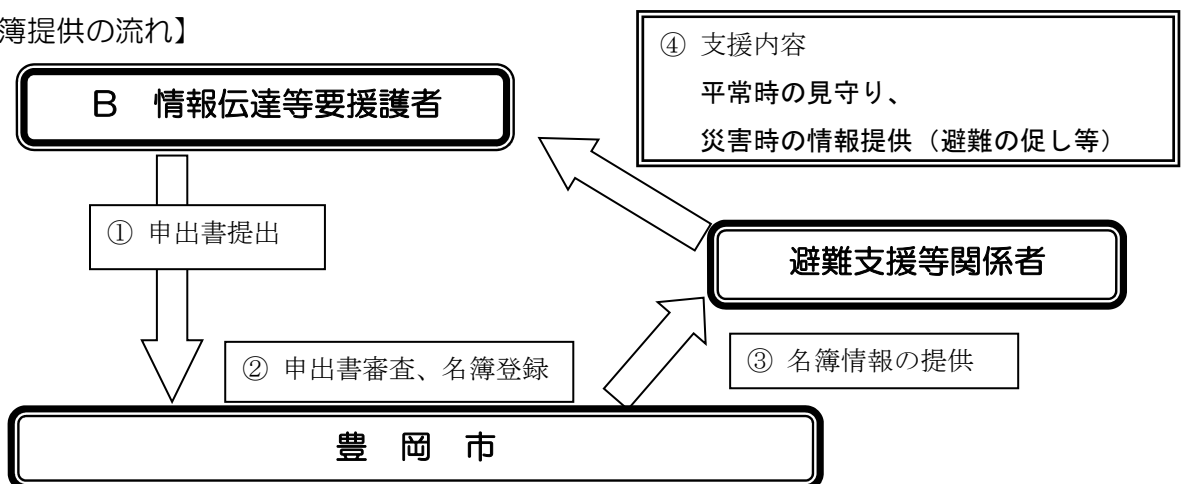 簿提供の流れ】
B 情報伝達等要援護者
④ 支援内容
平常時の見守り、
災害時の情報提供（避難の促し等）
① 申出書提出
避難支援等関係者
② 申出書審査、名簿登録
③ 名簿情報の提供
豊岡市